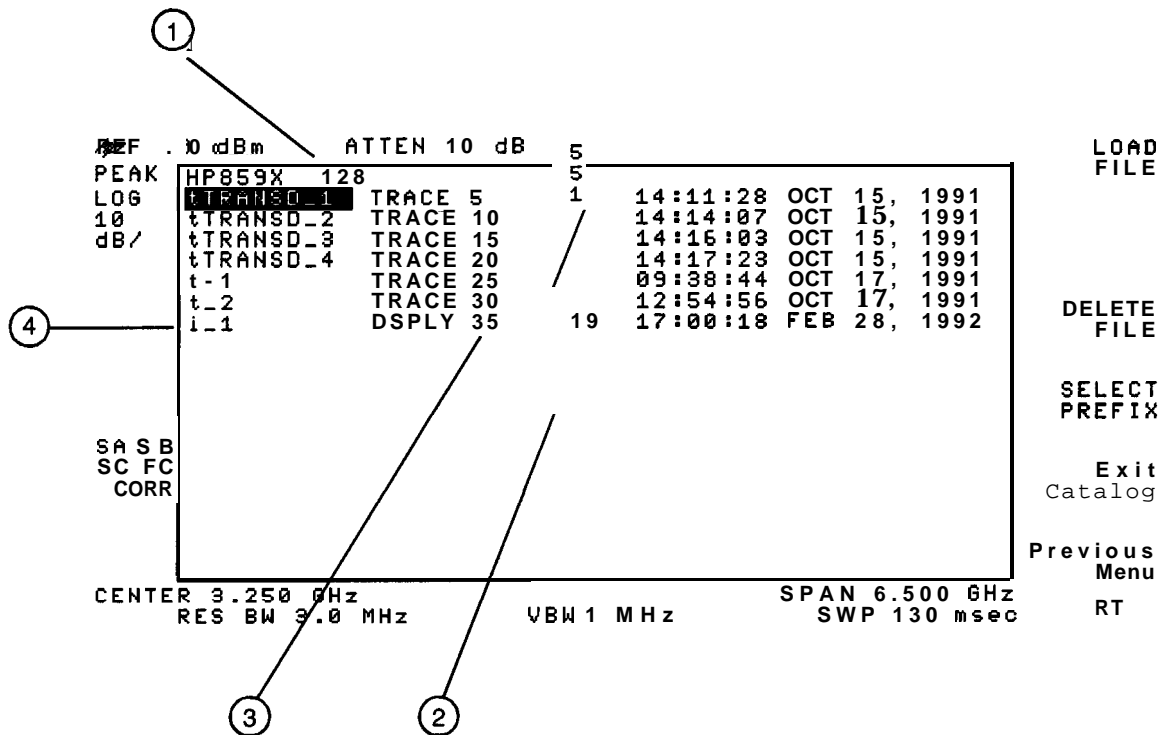 1
REF .0 dBm ATTEN 10 dB
5
5
1
PEAK
LOG
10
dB/
HP859X 128
tTRANSD_1 TRACE 5 14:11:28 OCT 15, 1991
tTRANSD_2 TRACE 10 14:14:07 OCT 15, 1991
tTRANSD_3 TRACE 15 14:16:03 OCT 15, 1991
tTRANSD_4 TRACE 20 14:17:23 OCT 15, 1991
t-1 TRACE 25 09:38:44 OCT 17, 1991
t_2 TRACE 30 12:54:56 OCT 17, 1991
i_1 DSPLY 35 19 17:00:18 FEB 28, 1992
4
SA SB
SC FC
CORR
LOAD
FILE
DELETE
FILE
SELECT
PREFIX
Exit
Catalog
Previous
Menu
RT
CENTER 3.250 GHz SPAN 6.500 GHz
RES BW 3.0 MHz VBW 1 MHz SWP 130 msec
3
2